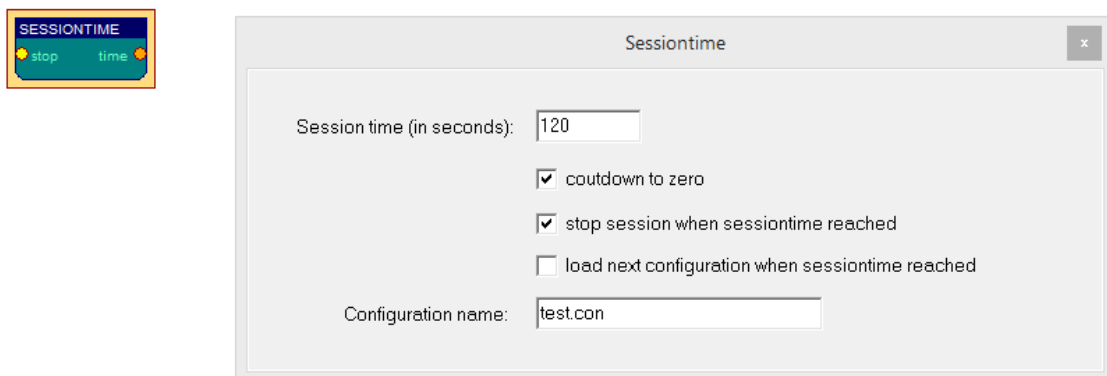 SESSIONTIME
stop time
Sessiontime
x
Session time (in seconds): 120
coutdown to zero
stop session when sessiontime reached
load next configuration when sessiontime reached
Configuration name: test.con